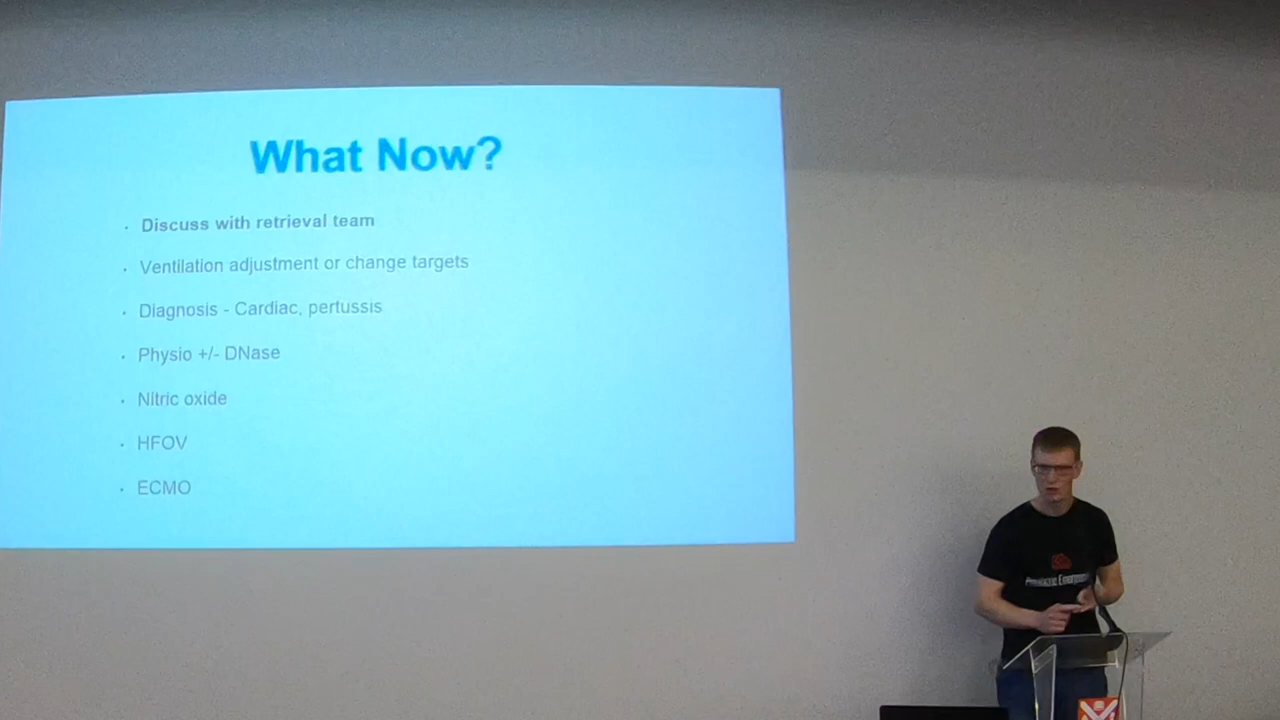 What Now?
· Discuss with retrieval team
· Ventilation adjustment or change targets
· Diagnosis - Cardiac, pertussis
· Physio +/- DNase
· Nitric oxide
· HFOV
· ECMO